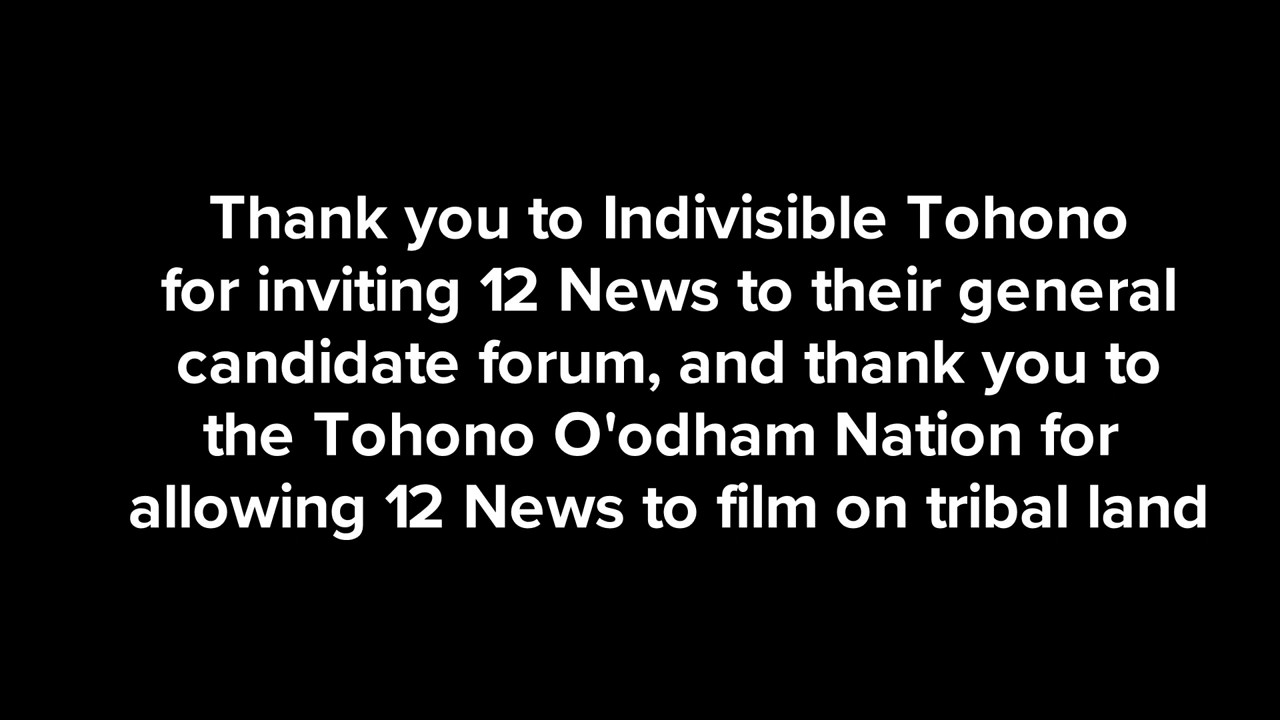 Thank you to Indivisible Tohono
for inviting 12 News to their general
candidate forum, and thank you to
the Tohono O'odham Nation for
allowing 12 News to film on tribal land